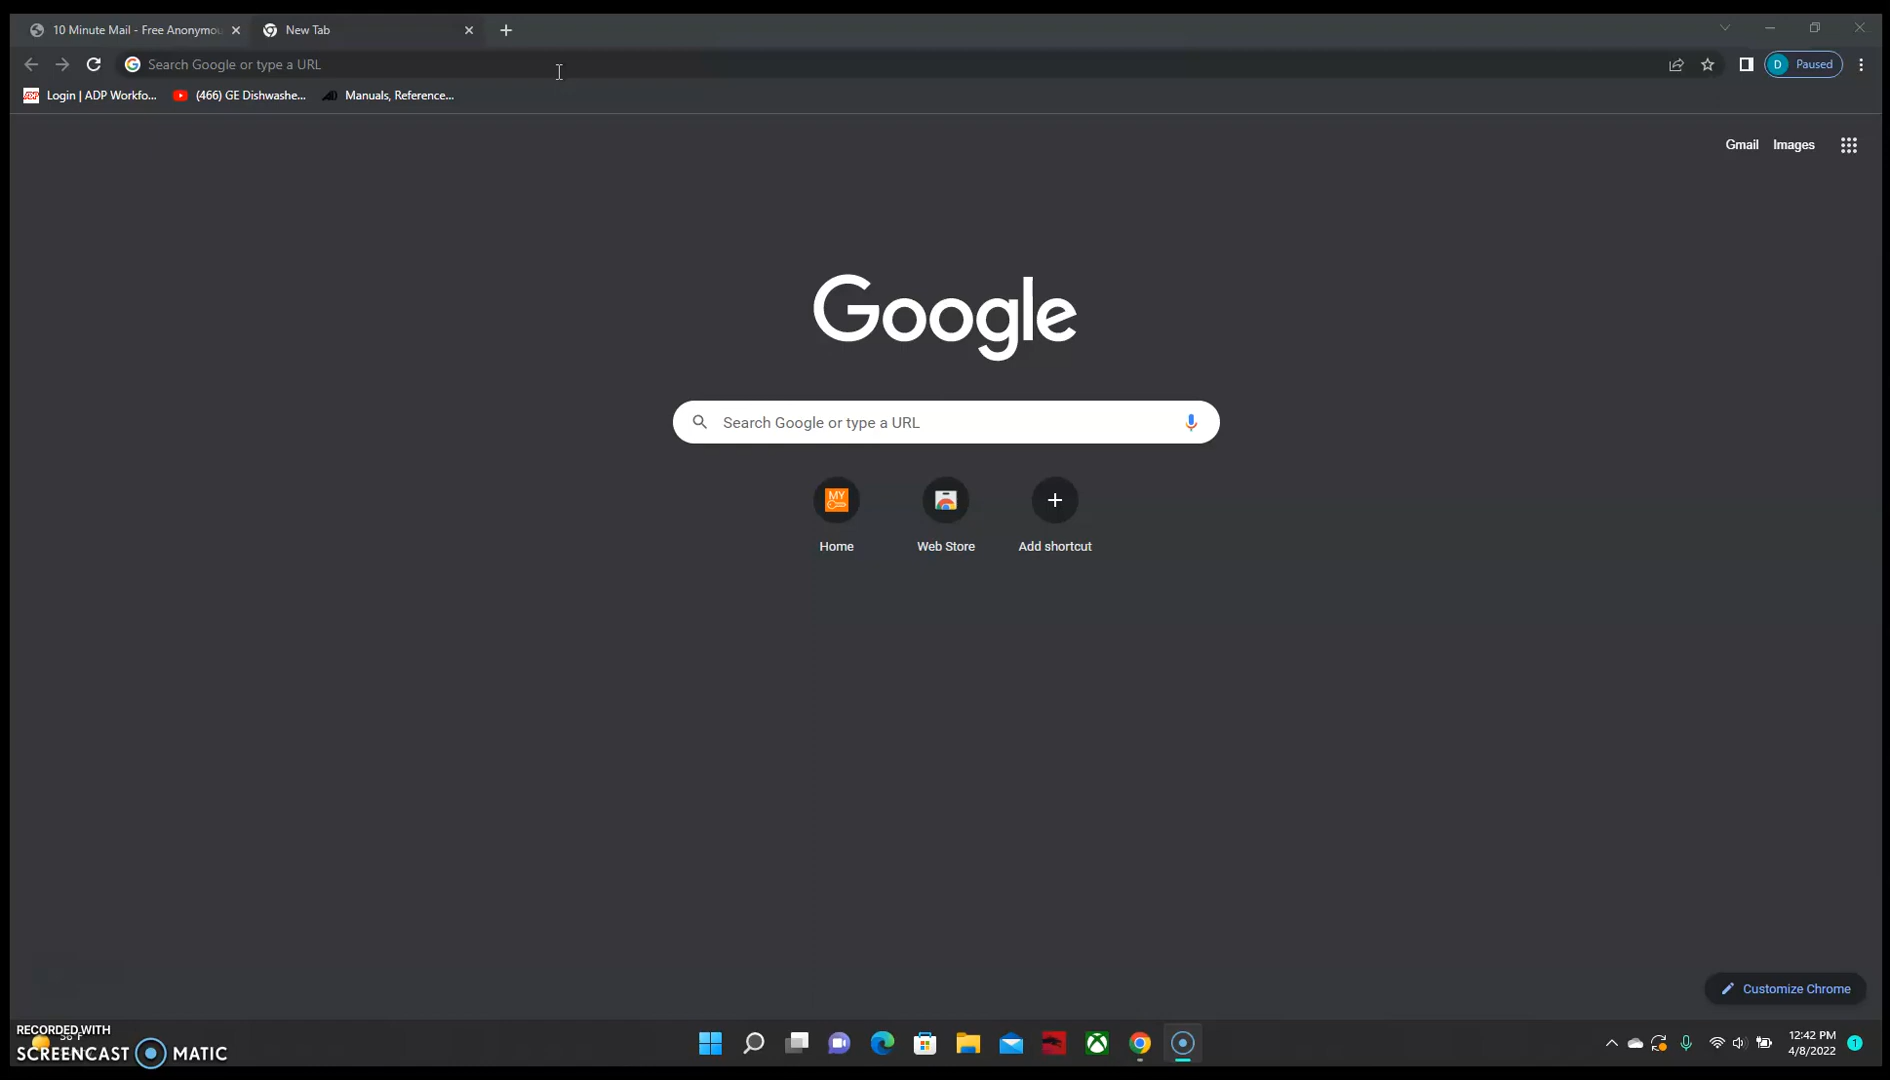 10 Minute Mail - Free Anonymou
New Tab
Search Google or type a URL
D Paused
Login | ADP Workfo...
(466) GE Dishwashe...
Manuals, Reference...
Gmail
Images
Google
Search Google or type a URL
MY
Home
Web Store
Add shortcut
Customize Chrome
RECORDED WITH
SCREENCAST MATIC
12:42 PM
4/8/2022
1